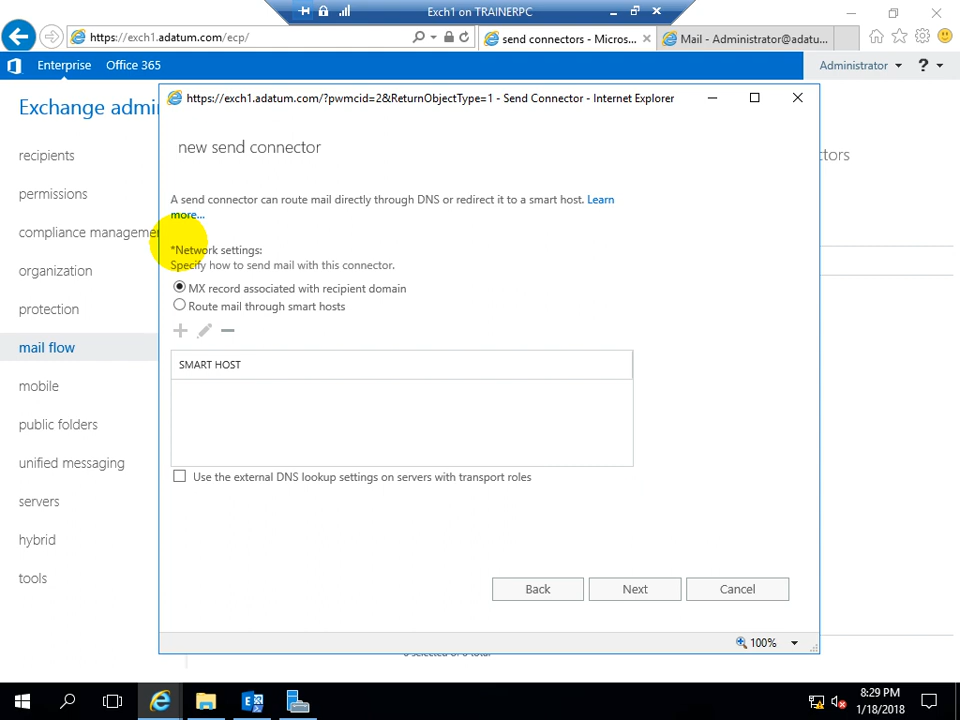 Exch1 on TRAINERPC
https://exch1.adatum.com/ecp/
send connectors - Micros...
Mail - Administrator@adatu...
Enterprise
Office 365
Administrator
?
Exchange admi
https://exch1.adatum.com/?pwmcid=2&ReturnObjectType=1 - Send Connector - Internet Explorer
recipients
permissions
compliance managemen
organization
protection
mail flow
mobile
public folders
unified messaging
servers
hybrid
tools
ctors
new send connector
A send connector can route mail directly through DNS or redirect it to a smart host. Learn
more...
*Network settings:
Specify how to send mail with this connector.
MX record associated with recipient domain
Route mail through smart hosts
SMART HOST
Use the external DNS lookup settings on servers with transport roles
Back
Next
Cancel
100%
8:29 PM
1/18/2018